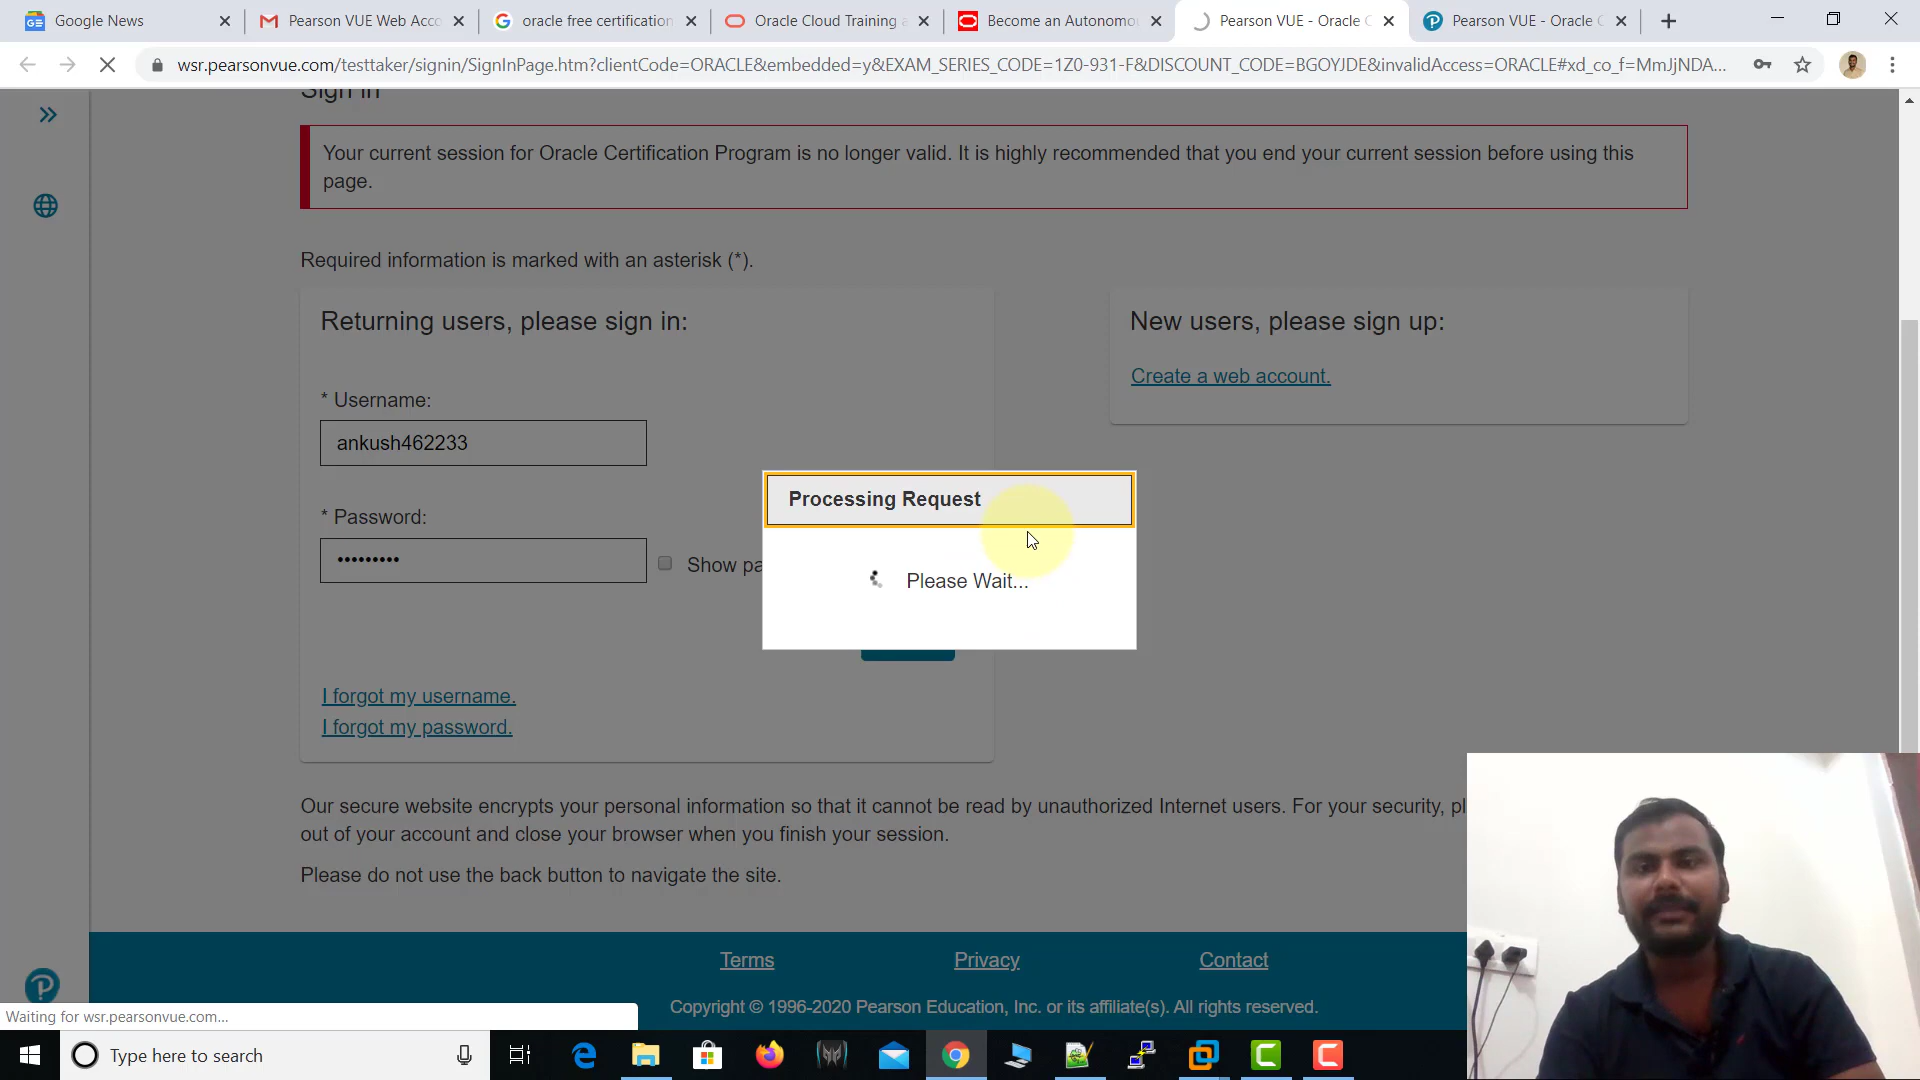 Google News
Pearson VUE Web Acco
oracle free certification
Oracle Cloud Training a
Become an Autonomo
Pearson VUE - Oracle C
Pearson VUE - Oracle C
wsr.pearsonvue.com/testtaker/signin/SignInPage.htm?clientCode=ORACLE&embedded=y&EXAM_SERIES_CODE=1Z0-931-F&DISCOUNT_CODE=BGOYJDE&invalidAccess=ORACLE#xd_co_f=MmJjNDA...
Sign In
Your current session for Oracle Certification Program is no longer valid. It is highly recommended that you end your current session before using this
page.
Required information is marked with an asterisk (*).
Returning users, please sign in:
New users, please sign up:
Create a web account.
* Username:
ankush462233
* Password:
•••••••••
Show pa
Processing Request
Please Wait...
I forgot my username.
I forgot my password.
Our secure website encrypts your personal information so that it cannot be read by unauthorized Internet users. For your security, pl
out of your account and close your browser when you finish your session.
Please do not use the back button to navigate the site.
Terms
Privacy
Contact
Copyright © 1996-2020 Pearson Education, Inc. or its affiliate(s). All rights reserved.
Waiting for wsr.pearsonvue.com...
Type here to search